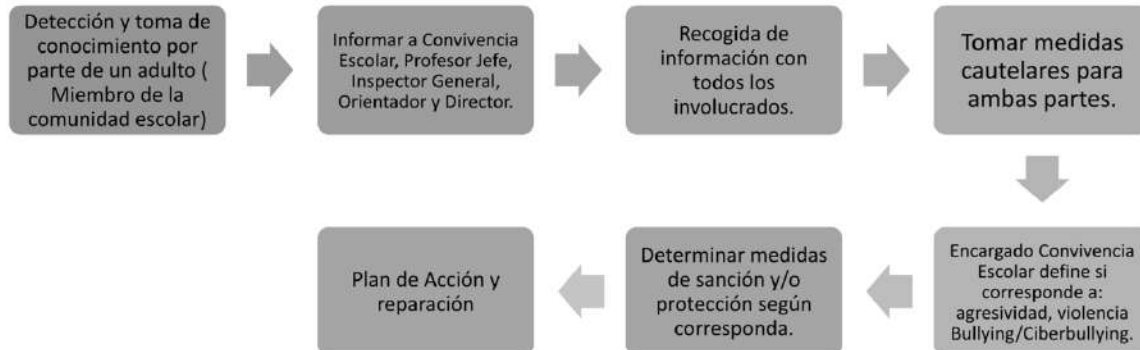 Detección y toma de
conocimiento por
parte de un adulto (
Miembro de la
comunidad escolar)
Informar a Convivencia
Escolar, Profesor Jefe,
Inspector General,
Orientador y Director.
Recogida de
información con
todos los
involucrados.
Tomar medidas
cautelares para
ambas partes.
Encargado Convivencia
Escolar define si
corresponde a:
agresividad, violencia
Bullying/Ciberbullying.
Determinar medidas
de sanción y/o
protección según
corresponda.
Plan de Acción y
reparación